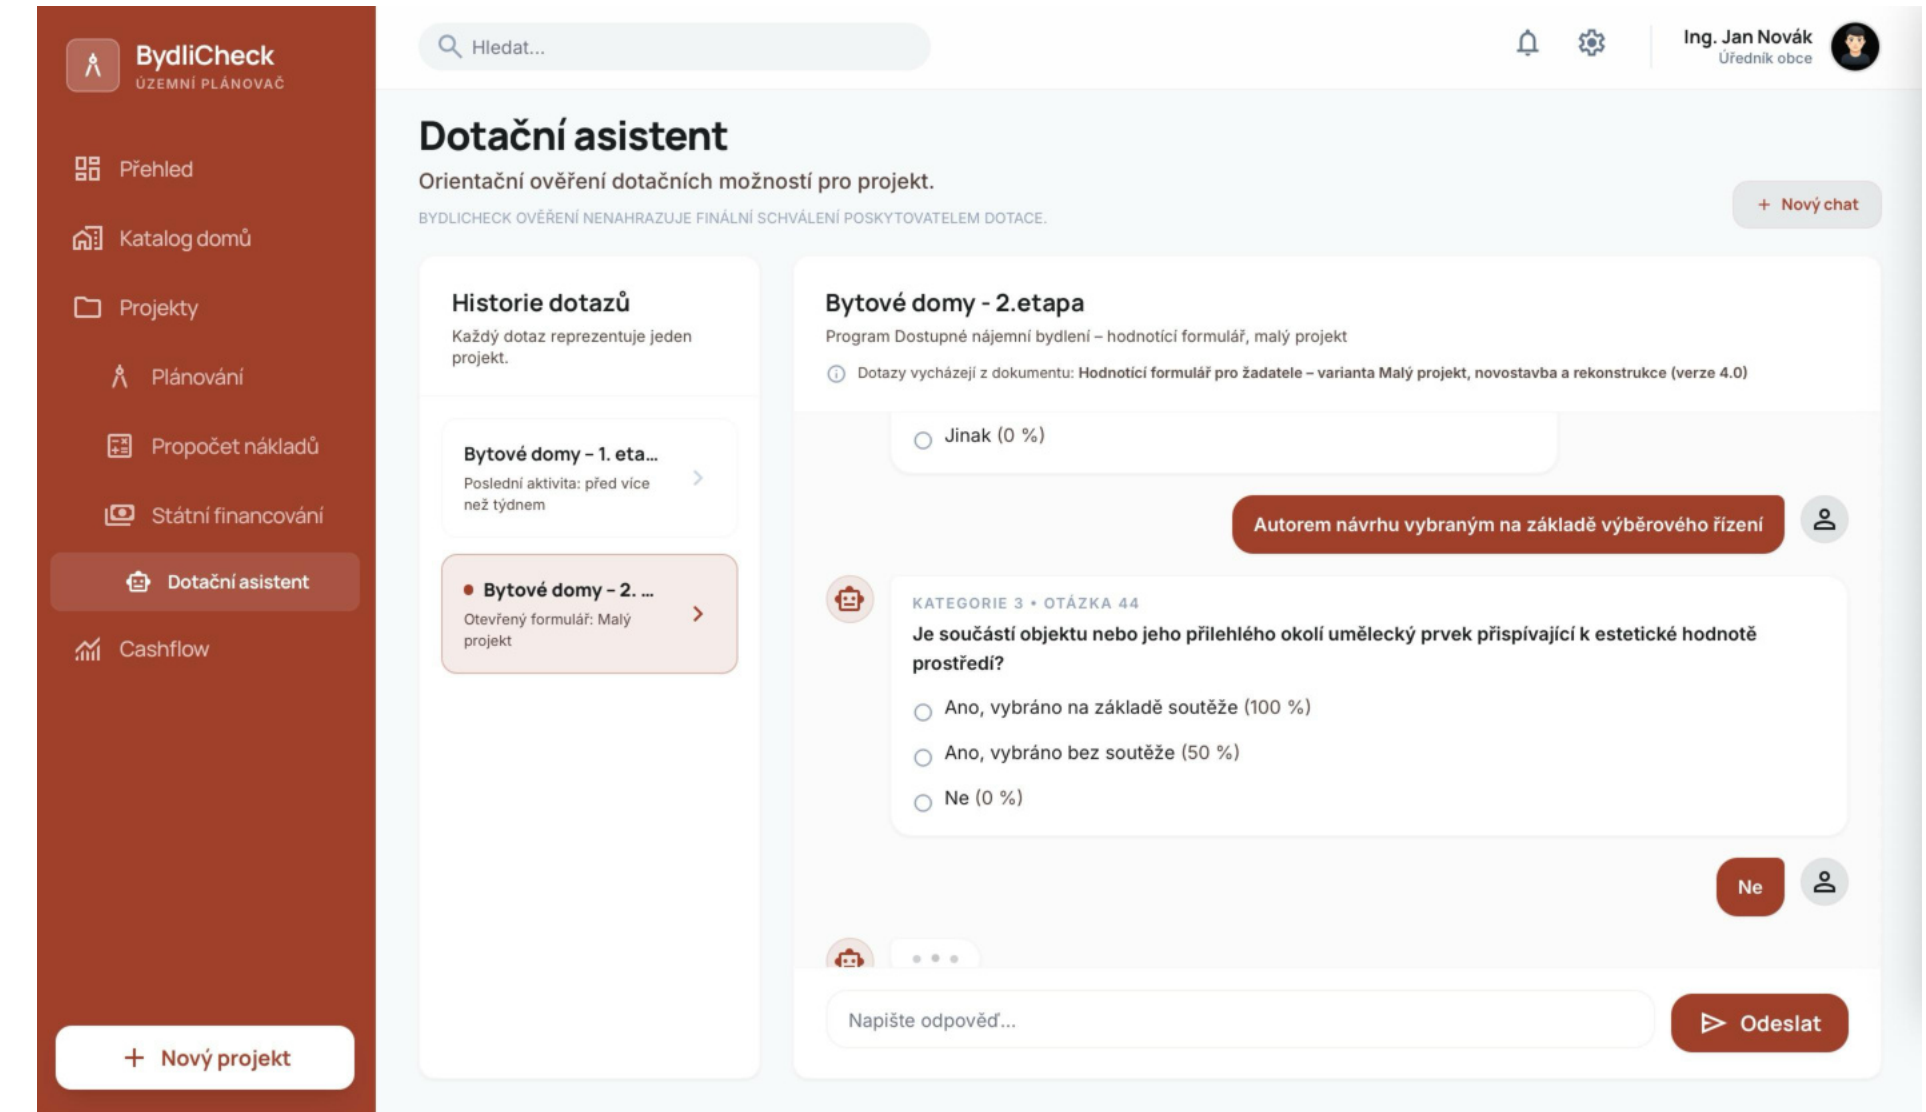 BydliCheck
ÚZEMNÍ PLÁNOVAČ
Přehled
Katalog domů
Projekty
Plánování
Propočet nákladů
Státní financování
Dotační asistent
Cashflow
+ Nový projekt
Hledat...
Ing. Jan Novák
Úředník obce
Dotační asistent
Orientační ověření dotačních možností pro projekt.
BYDLICHECK OVĚŘENÍ NENAHRAZUJE FINÁLNÍ SCHVÁLENÍ POSKYTOVATELEM DOTACE.
+ Nový chat
Historie dotazů
Každý dotaz reprezentuje jeden
projekt.
Bytové domy – 1. eta...
Poslední aktivita: před více
než týdnem
Bytové domy – 2. ...
Otevřený formulář: Malý
projekt
Bytové domy - 2.etapa
Program Dostupné nájemní bydlení – hodnotící formulář, malý projekt
Dotazy vycházejí z dokumentu: Hodnotící formulář pro žadatele – varianta Malý projekt, novostavba a rekonstrukce (verze 4.0)
Jinak (0 %)
Autorem návrhu vybraným na základě výběrového řízení
KATEGORIE 3 • OTÁZKA 44
Je součástí objektu nebo jeho přilehlého okolí umělecký prvek přispívající k estetické hodnotě
prostředí?
Ano, vybráno na základě soutěže (100 %)
Ano, vybráno bez soutěže (50 %)
Ne (0 %)
Ne
Napište odpověď...
Odeslat